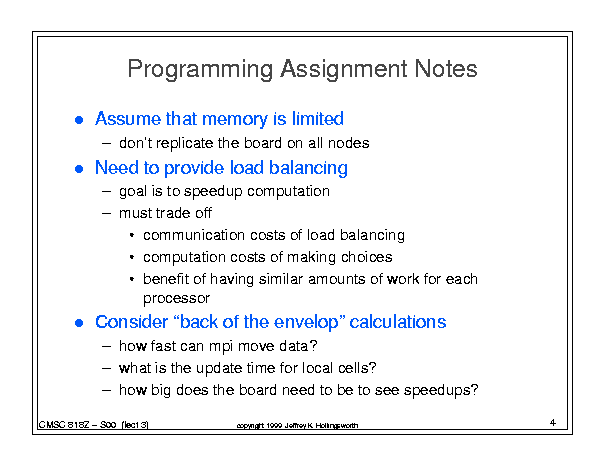 Programming Assignment Notes
● Assume that memory is limited
– don't replicate the board on all nodes
● Need to provide load balancing
– goal is to speedup computation
– must trade off
• communication costs of load balancing
• computation costs of making choices
• benefit of having similar amounts of work for each
processor
● Consider “back of the envelop” calculations
– how fast can mpi move data?
– what is the update time for local cells?
– how big does the board need to be to see speedups?
CMSC 818Z – S00 (lect 3)
copyright 1999 Jeffrey K. Hollingsworth
4